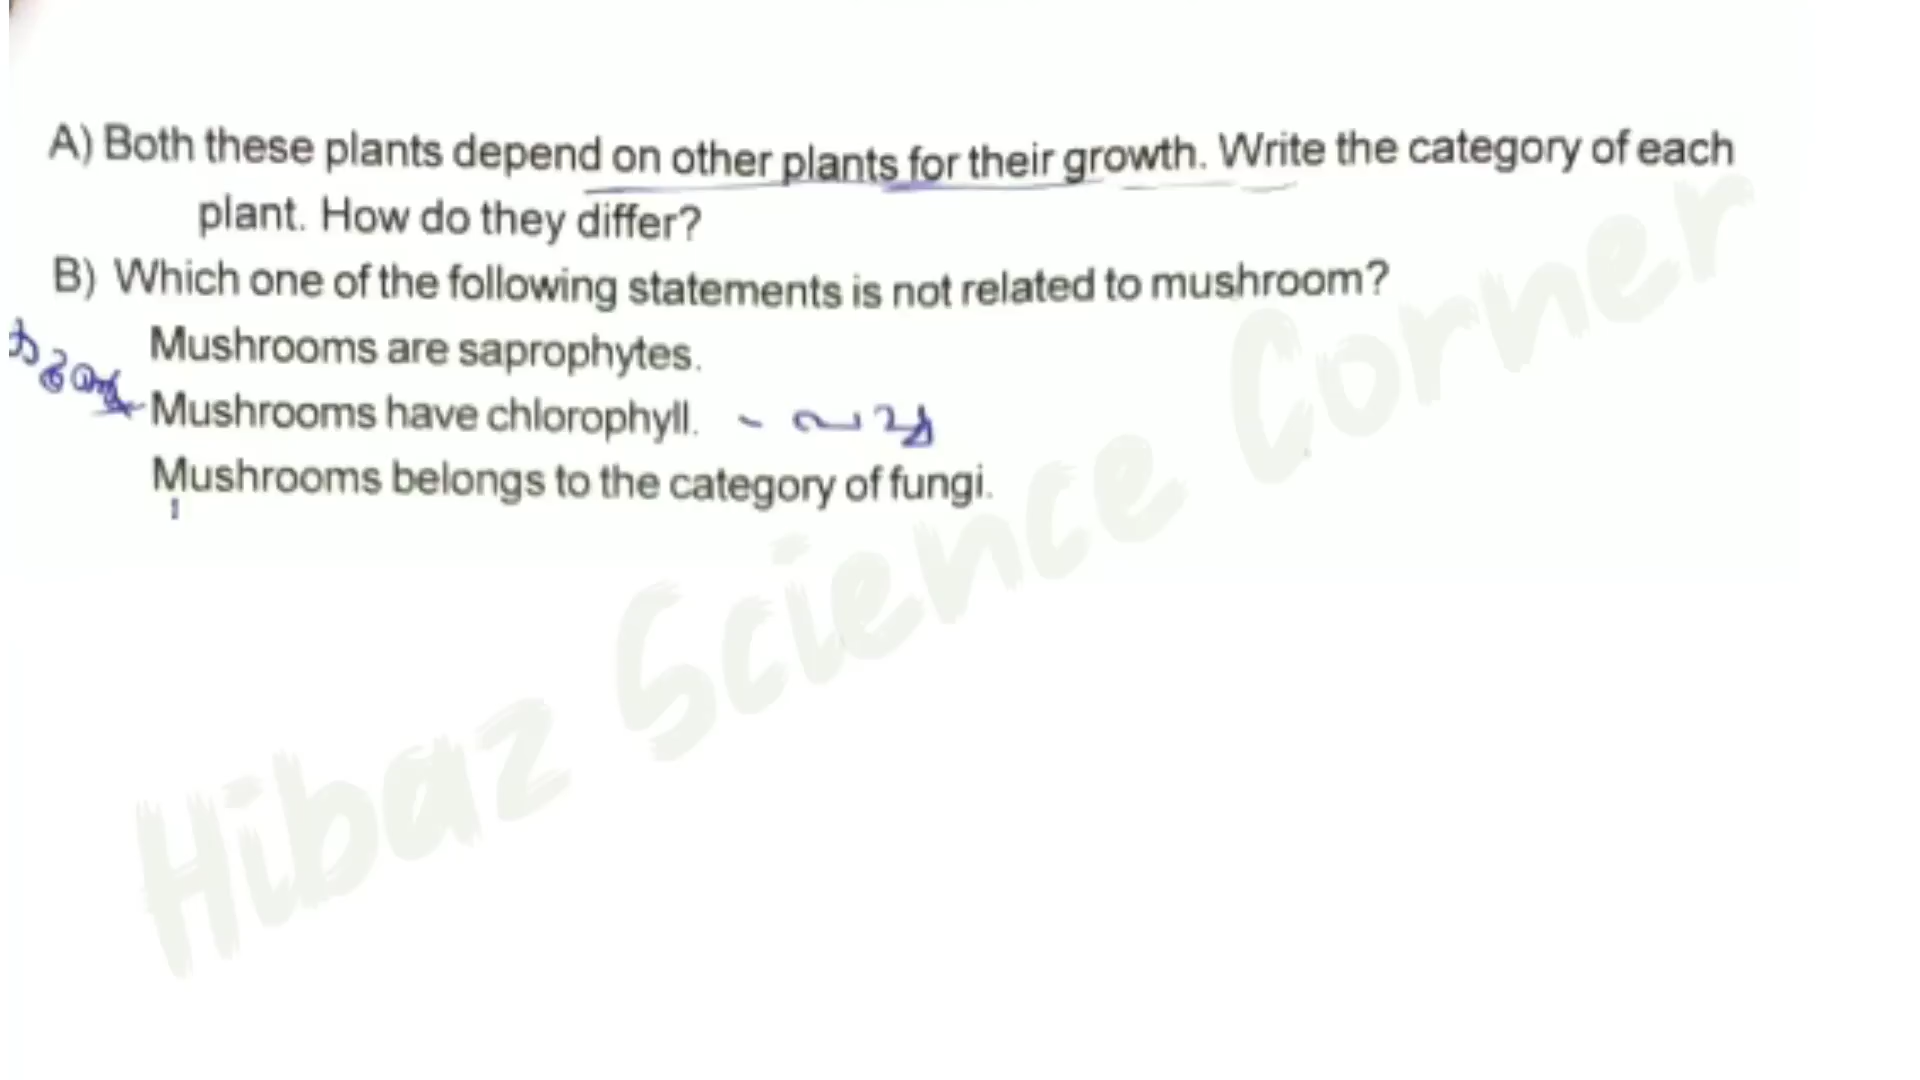 A) Both these plants depend on other plants for their growth. Write the category of each
plant. How do they differ?
B) Which one of the following statements is not related to mushroom?
Mushrooms are saprophytes.
Mushrooms have chlorophyll.
Mushrooms belongs to the category of fungi.
Hibaz Science Corner